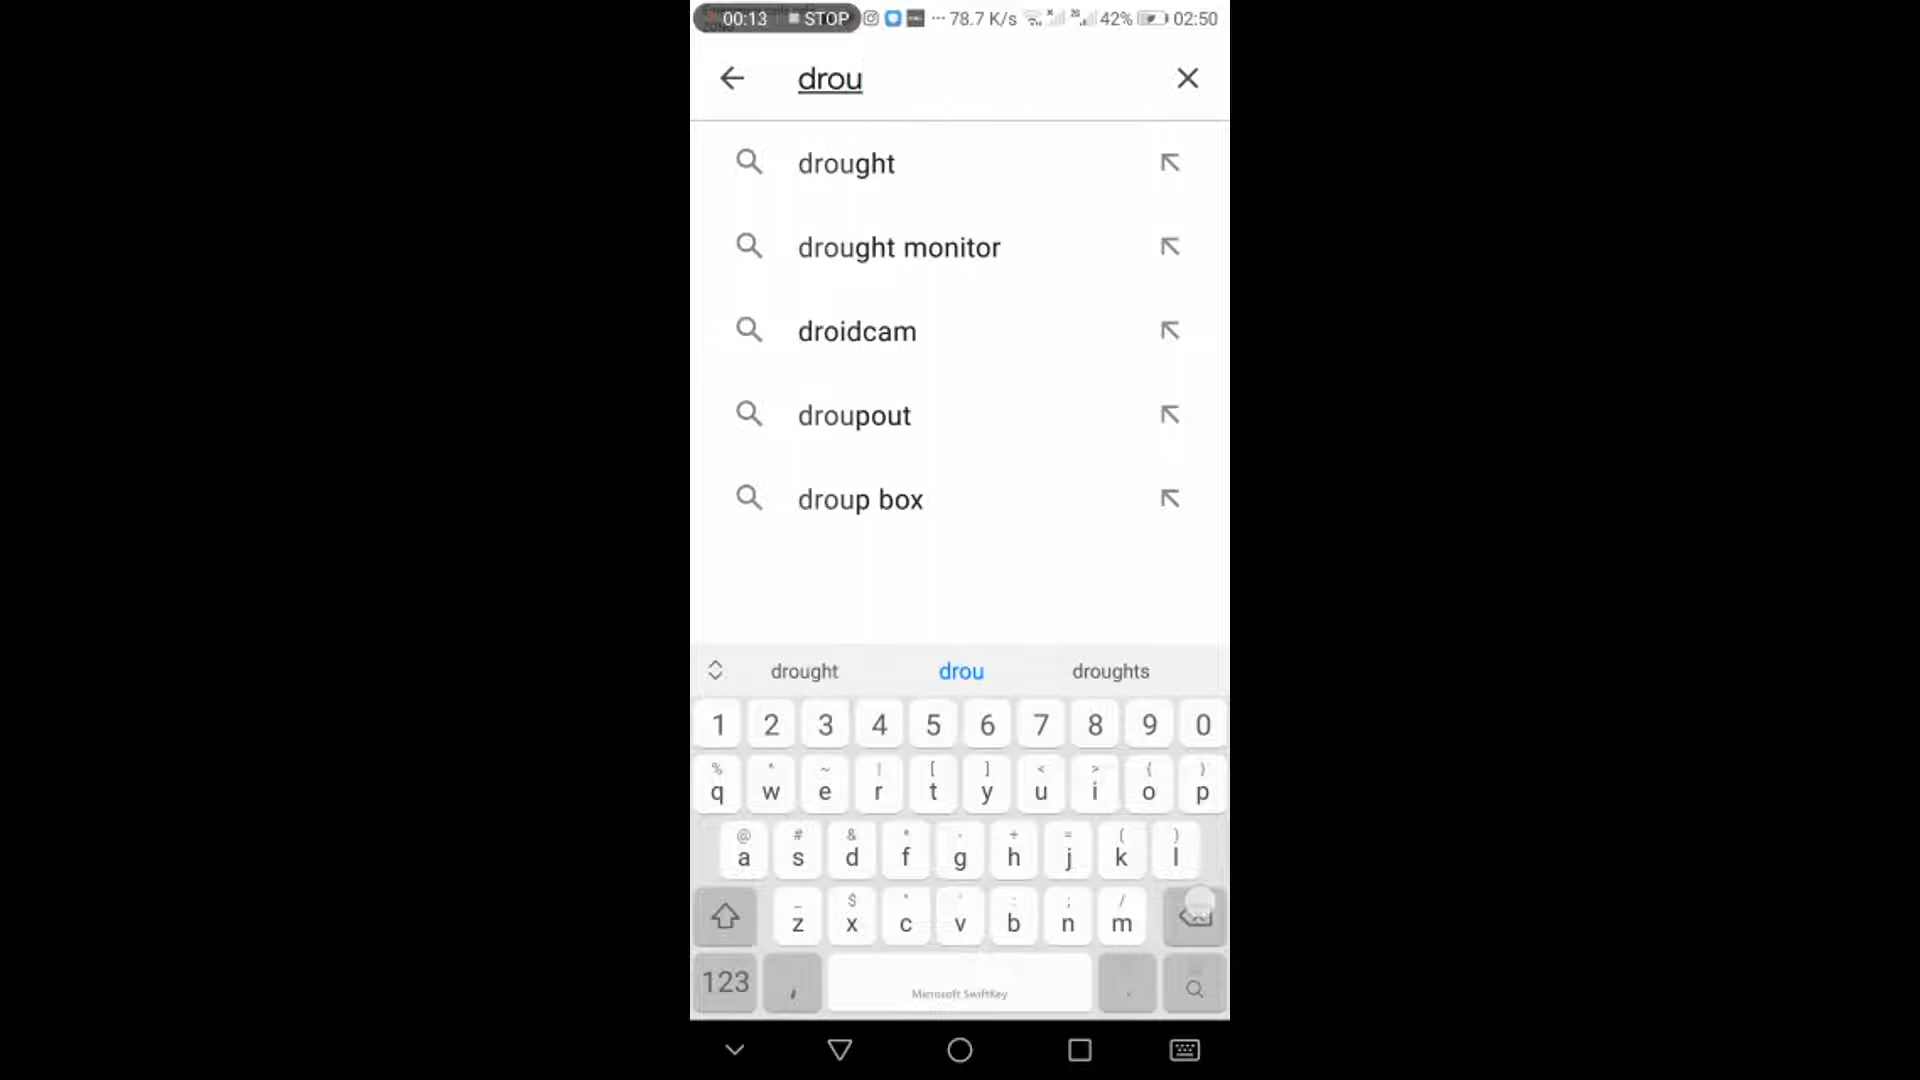 00:13 STOP ··· 78.7 K/s 42% 02:50
drou
drought
drought monitor
droidcam
droupout
droup box
drought drou droughts
1 2 3 4 5 6 7 8 9 0
% ^ ~ | [ ] < > { }
q w e r t y u i o p
@ # & * - + = ( )
a s d f g h j k l
_ $ " ' : ; /
z x c v b n m
123 , Microsoft SwiftKey .